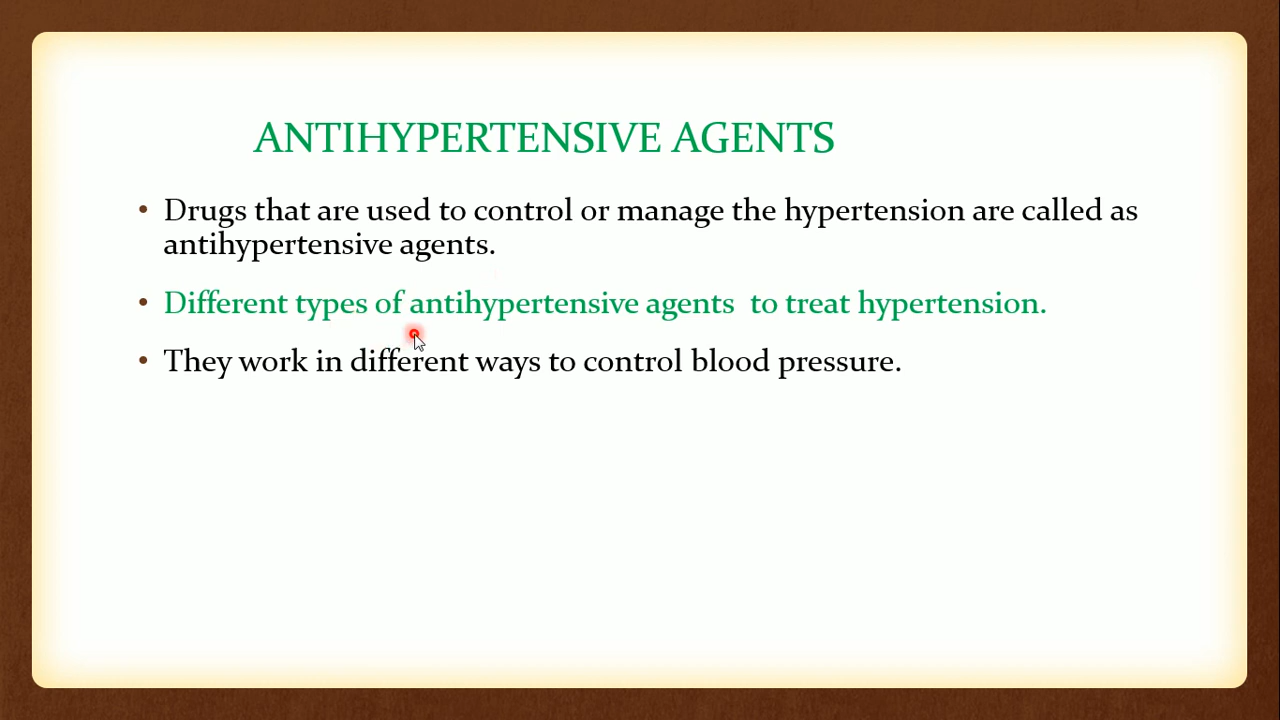 ANTIHYPERTENSIVE AGENTS
• Drugs that are used to control or manage the hypertension are called as
antihypertensive agents.
• Different types of antihypertensive agents  to treat hypertension.
• They work in different ways to control blood pressure.